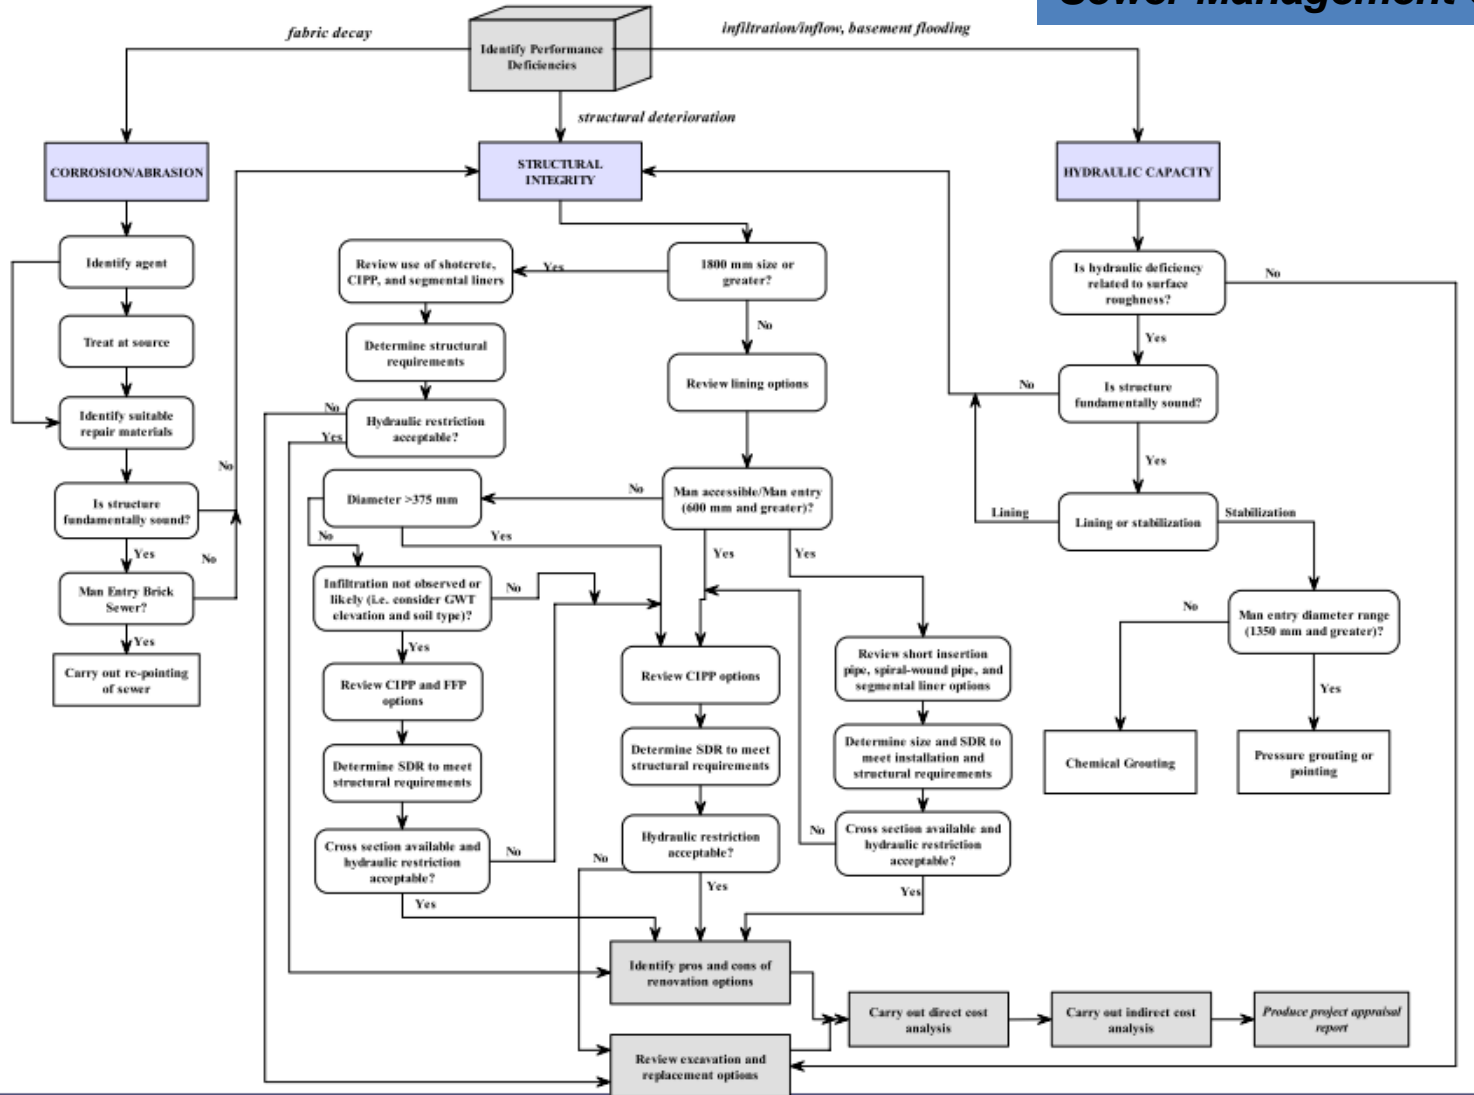 Sewer Management
fabric decay
infiltration/inflow, basement flooding
Identify Performance
Deficiencies
structural deterioration
CORROSION/ABRASION
STRUCTURAL
INTEGRITY
HYDRAULIC CAPACITY
Identify agent
Review use of shotcrete,
CIPP, and segmental liners
Yes
1800 mm size or
greater?
Is hydraulic deficiency
related to surface
roughness?
No
Treat at source
Determine structural
requirements
No
Yes
Review lining options
No
Is structure
fundamentally sound?
Identify suitable
repair materials
No
Hydraulic restriction
acceptable?
Yes
No
Yes
Is structure
fundamentally sound?
Diameter >375 mm
No
Man accessible/Man entry
(600 mm and greater)?
Lining
Lining or stabilization
Stabilization
Yes
No
No
Yes
Yes
Yes
Man Entry Brick
Sewer?
Infiltration not observed or
likely (i.e. consider GWT
elevation and soil type)?
No
No
Man entry diameter range
(1350 mm and greater)?
Yes
Yes
Carry out re-pointing
of sewer
Review CIPP and FFP
options
Review CIPP options
Review short insertion
pipe, spiral-wound pipe, and
segmental liner options
Yes
Determine SDR to meet
structural requirements
Determine SDR to meet
structural requirements
Determine size and SDR to
meet installation and
structural requirements
Chemical Grouting
Pressure grouting or
pointing
Cross section available and
hydraulic restriction
acceptable?
No
Hydraulic restriction
acceptable?
No
No
Cross section available and
hydraulic restriction
acceptable?
Yes
Yes
Yes
Identify pros and cons of
renovation options
Carry out direct cost
analysis
Carry out indirect cost
analysis
Produce project appraisal
report
Review excavation and
replacement options